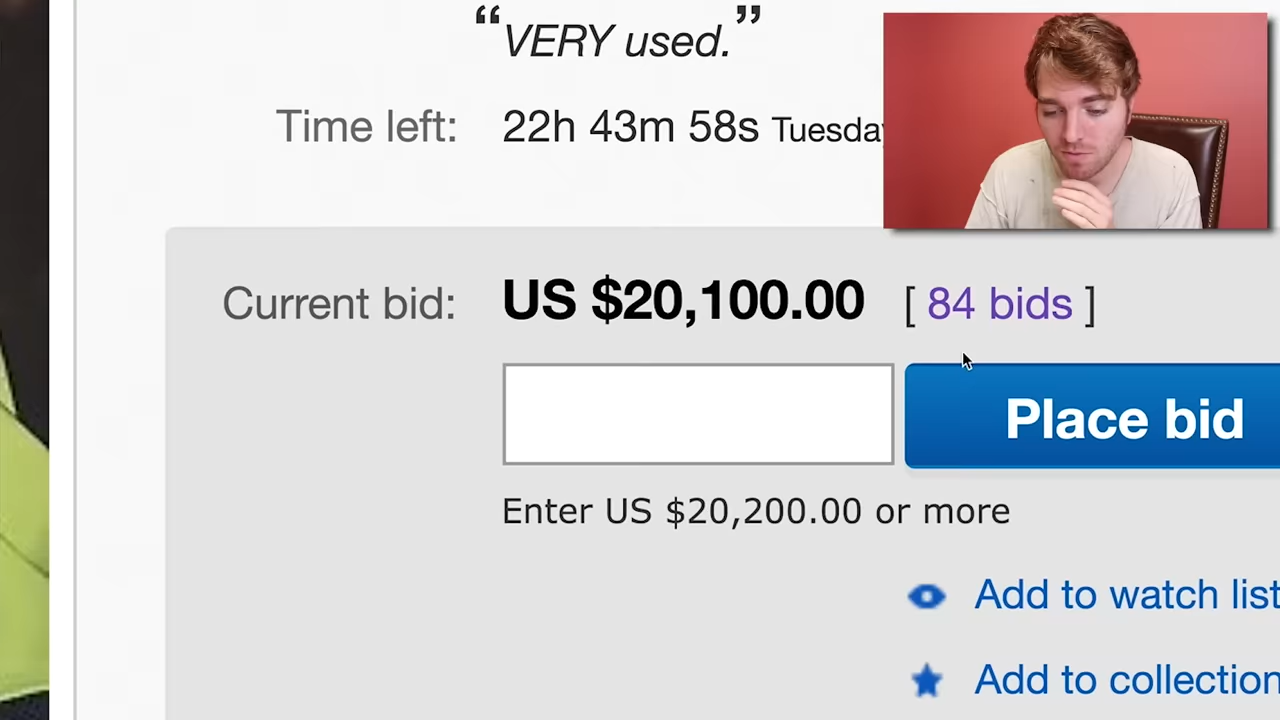 “VERY used.”
Time left: 22h 43m 58s Tuesday
Current bid: US $20,100.00 [ 84 bids ]
Place bid
Enter US $20,200.00 or more
Add to watch list
Add to collection